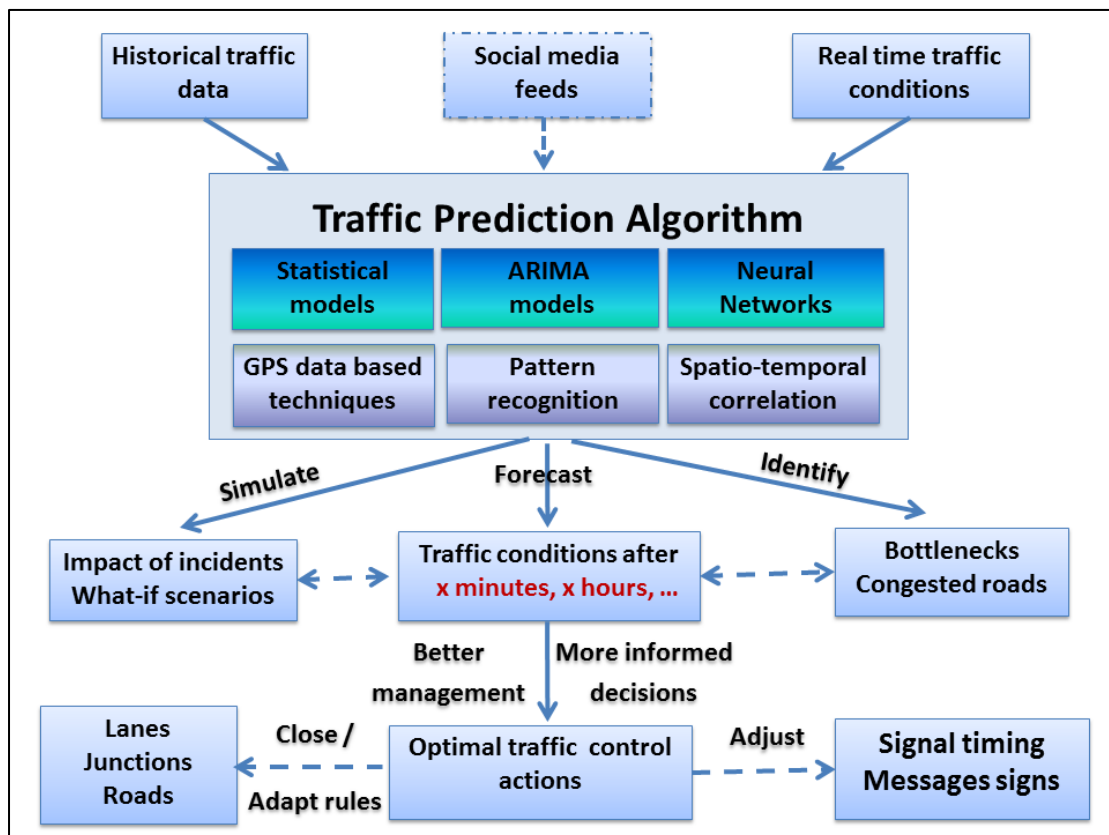 Historical traffic
data
Social media
feeds
Real time traffic
conditions
Traffic Prediction Algorithm
Statistical
models
ARIMA
models
Neural
Networks
GPS data based
techniques
Pattern
recognition
Spatio-temporal
correlation
Simulate
Forecast
Identify
Impact of incidents
What-if scenarios
Traffic conditions after
x minutes, x hours, ...
Bottlenecks
Congested roads
Better
management
More informed
decisions
Lanes
Junctions
Roads
Close /
Adapt rules
Optimal traffic control
actions
Adjust
Signal timing
Messages signs